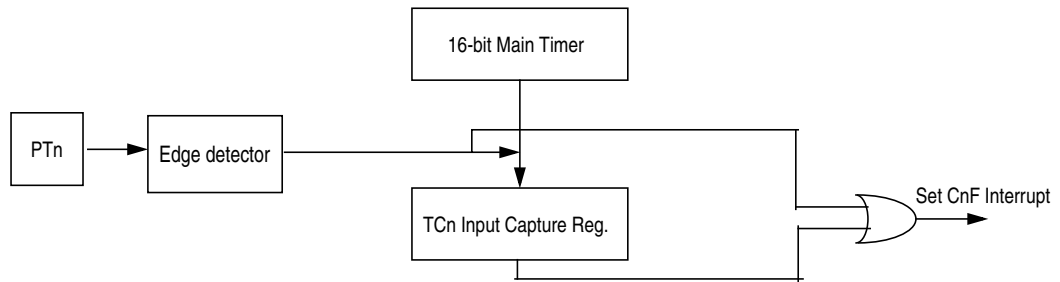 16-bit Main Timer
PTn
Edge detector
TCn Input Capture Reg.
Set CnF Interrupt